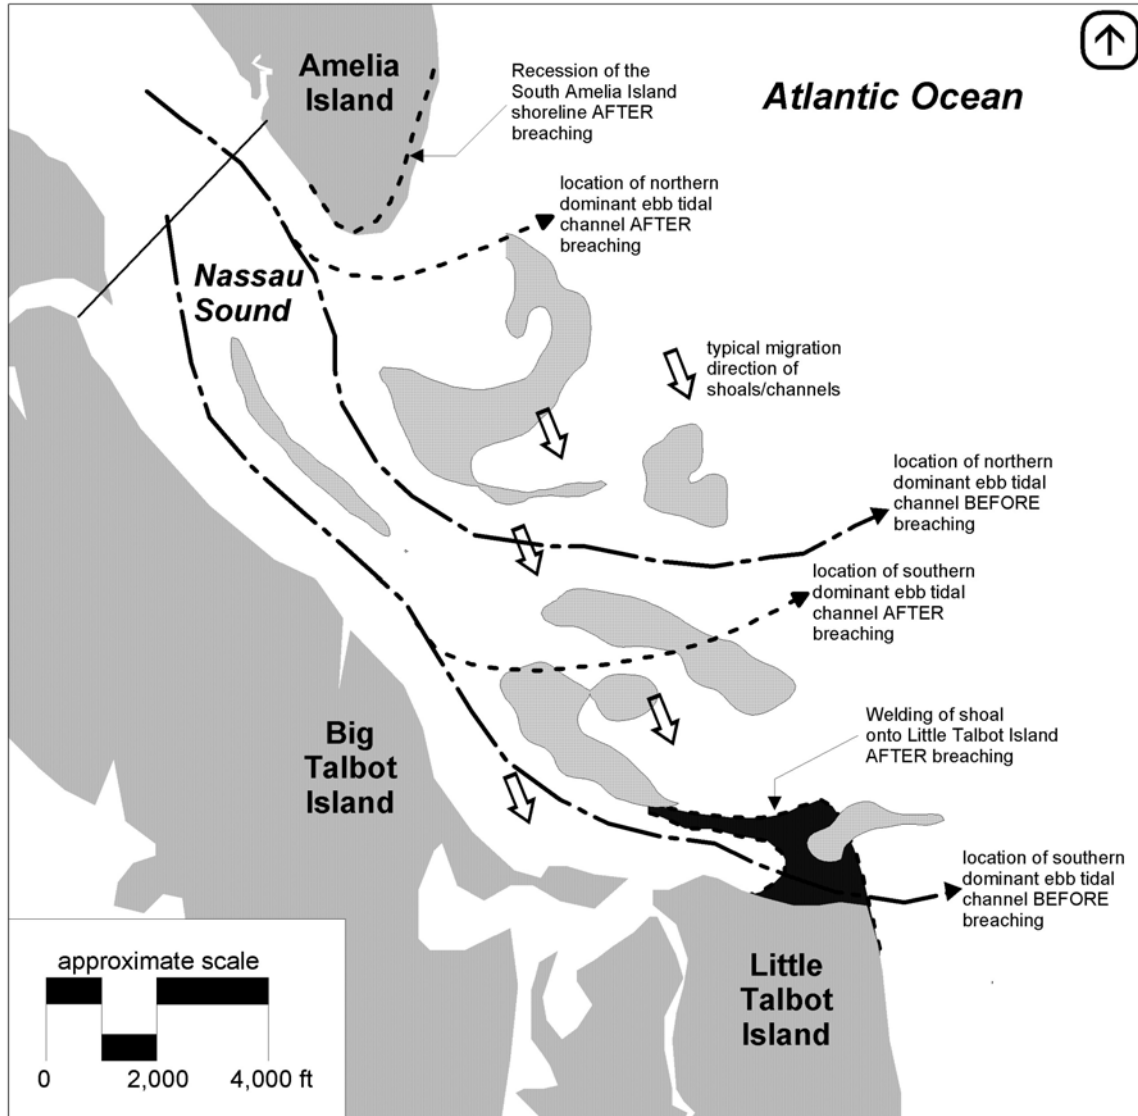 Amelia
Island
Recession of the
South Amelia Island
shoreline AFTER
breaching
Atlantic Ocean
location of northern
dominant ebb tidal
channel AFTER
breaching
Nassau
Sound
typical migration
direction of
shoals/channels
location of northern
dominant ebb tidal
channel BEFORE
breaching
location of southern
dominant ebb tidal
channel AFTER
breaching
Big
Talbot
Island
Welding of shoal
onto Little Talbot Island
AFTER breaching
location of southern
dominant ebb tidal
channel BEFORE
breaching
Little
Talbot
Island
approximate scale
0 2,000 4,000 ft